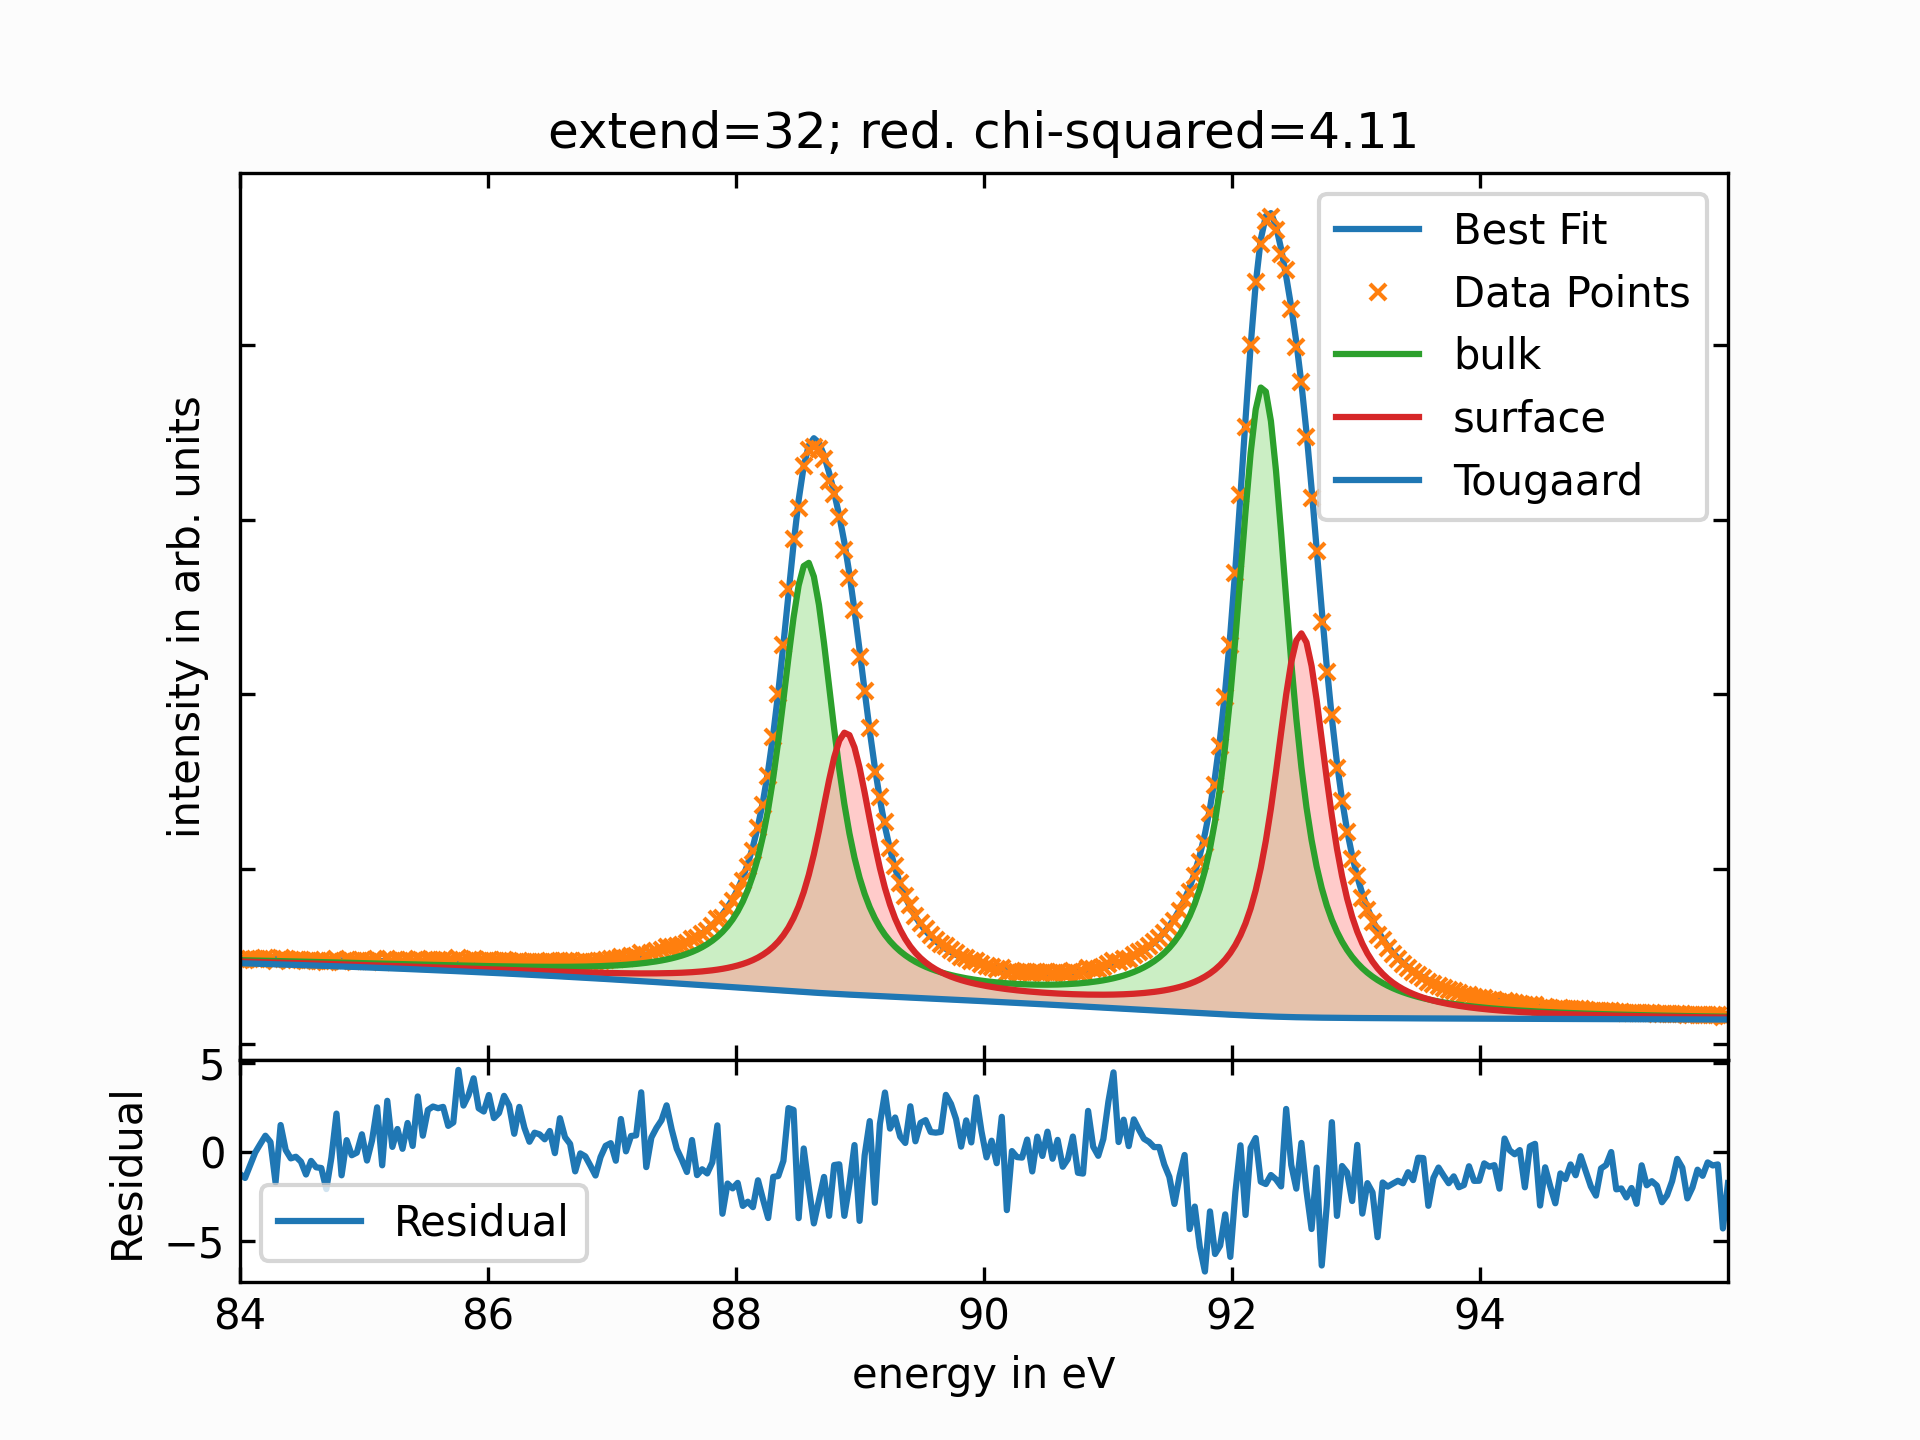 extend=32; red. chi-squared=4.11
intensity in arb. units
Best Fit
Data Points
bulk
surface
Tougaard
Residual
5
0
−5
Residual
84 86 88 90 92 94
energy in eV